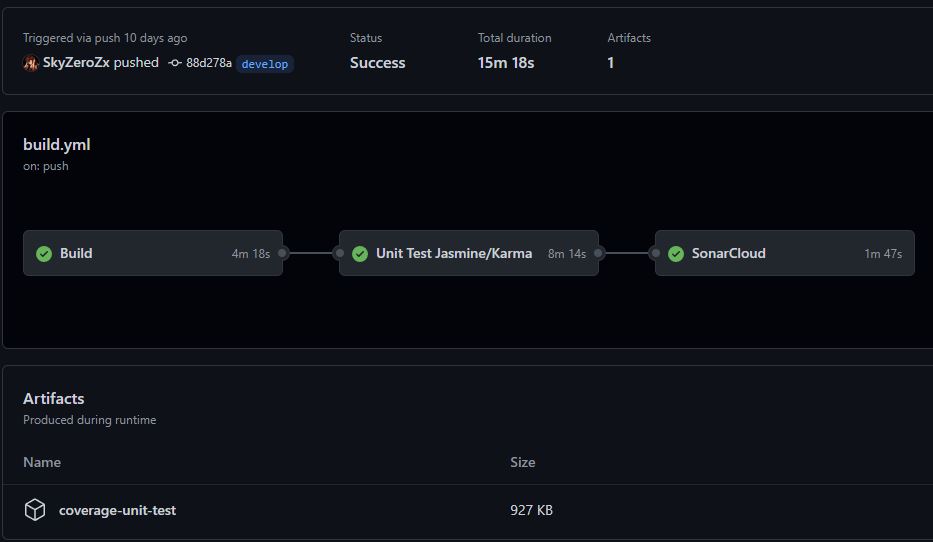 Triggered via push 10 days ago
SkyZeroZx pushed 88d278a develop
Status
Success
Total duration
15m 18s
Artifacts
1
build.yml
on: push
Build 4m 18s
Unit Test Jasmine/Karma 8m 14s
SonarCloud 1m 47s
Artifacts
Produced during runtime
Name Size
coverage-unit-test 927 KB